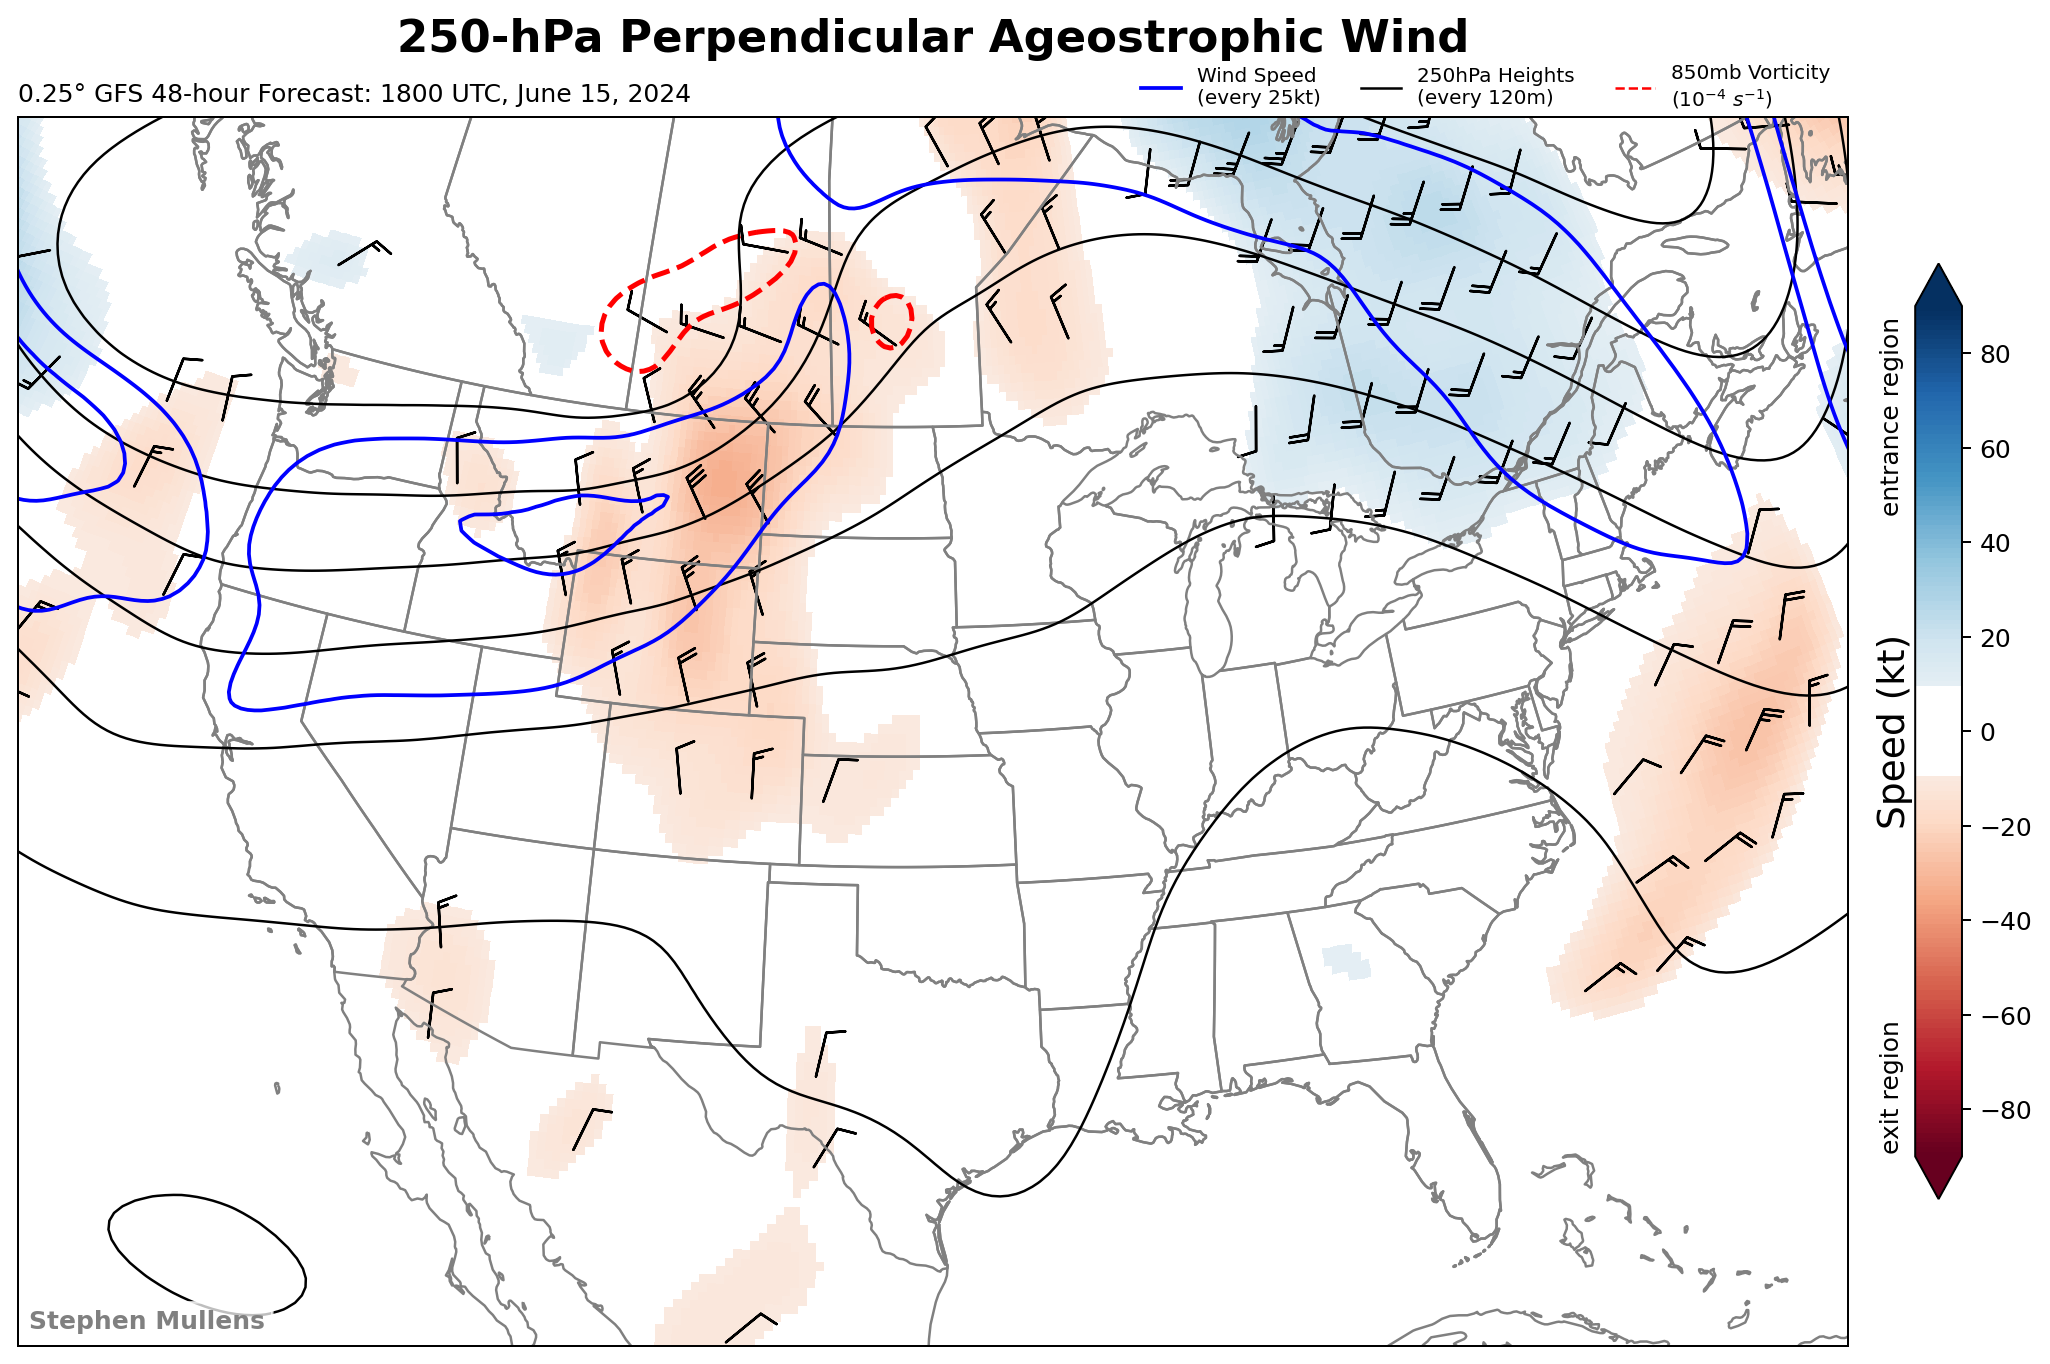 250-hPa Perpendicular Ageostrophic Wind
0.25° GFS 48-hour Forecast: 1800 UTC, June 15, 2024
Wind Speed
(every 25kt)
250hPa Heights
(every 120m)
850mb Vorticity
(10⁻⁴ s⁻¹)
entrance region
Speed (kt)
exit region
80
60
40
20
0
−20
−40
−60
−80
Stephen Mullens